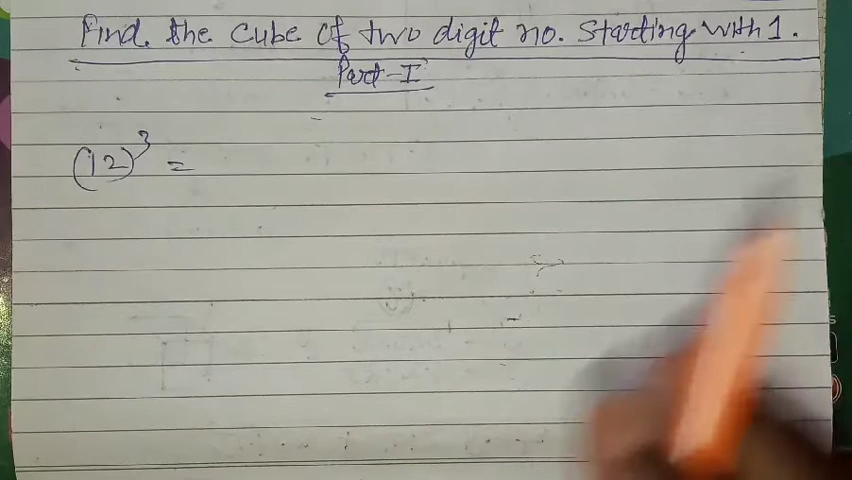 Find. the cube of two digit no. starting with 1.
Part-I
(12)³ =